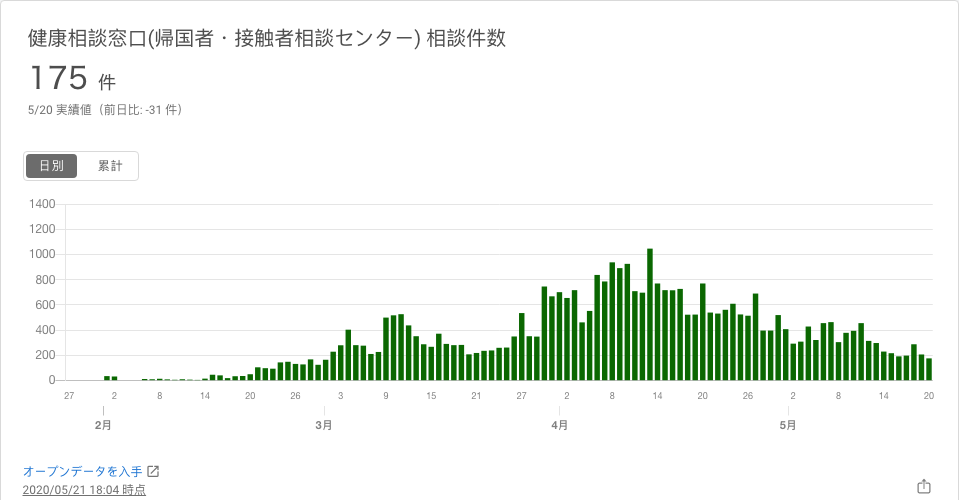 健康相談窓口(帰国者・接触者相談センター) 相談件数
175 件
5/20 実績値（前日比: -31 件）
日別 累計
1400
1200
1000
800
600
400
200
0
27 2 8 14 20 26 3 9 15 21 27 2 8 14 20 26 2 8 14 20
2月 3月 4月 5月
オープンデータを入手
2020/05/21 18:04 時点